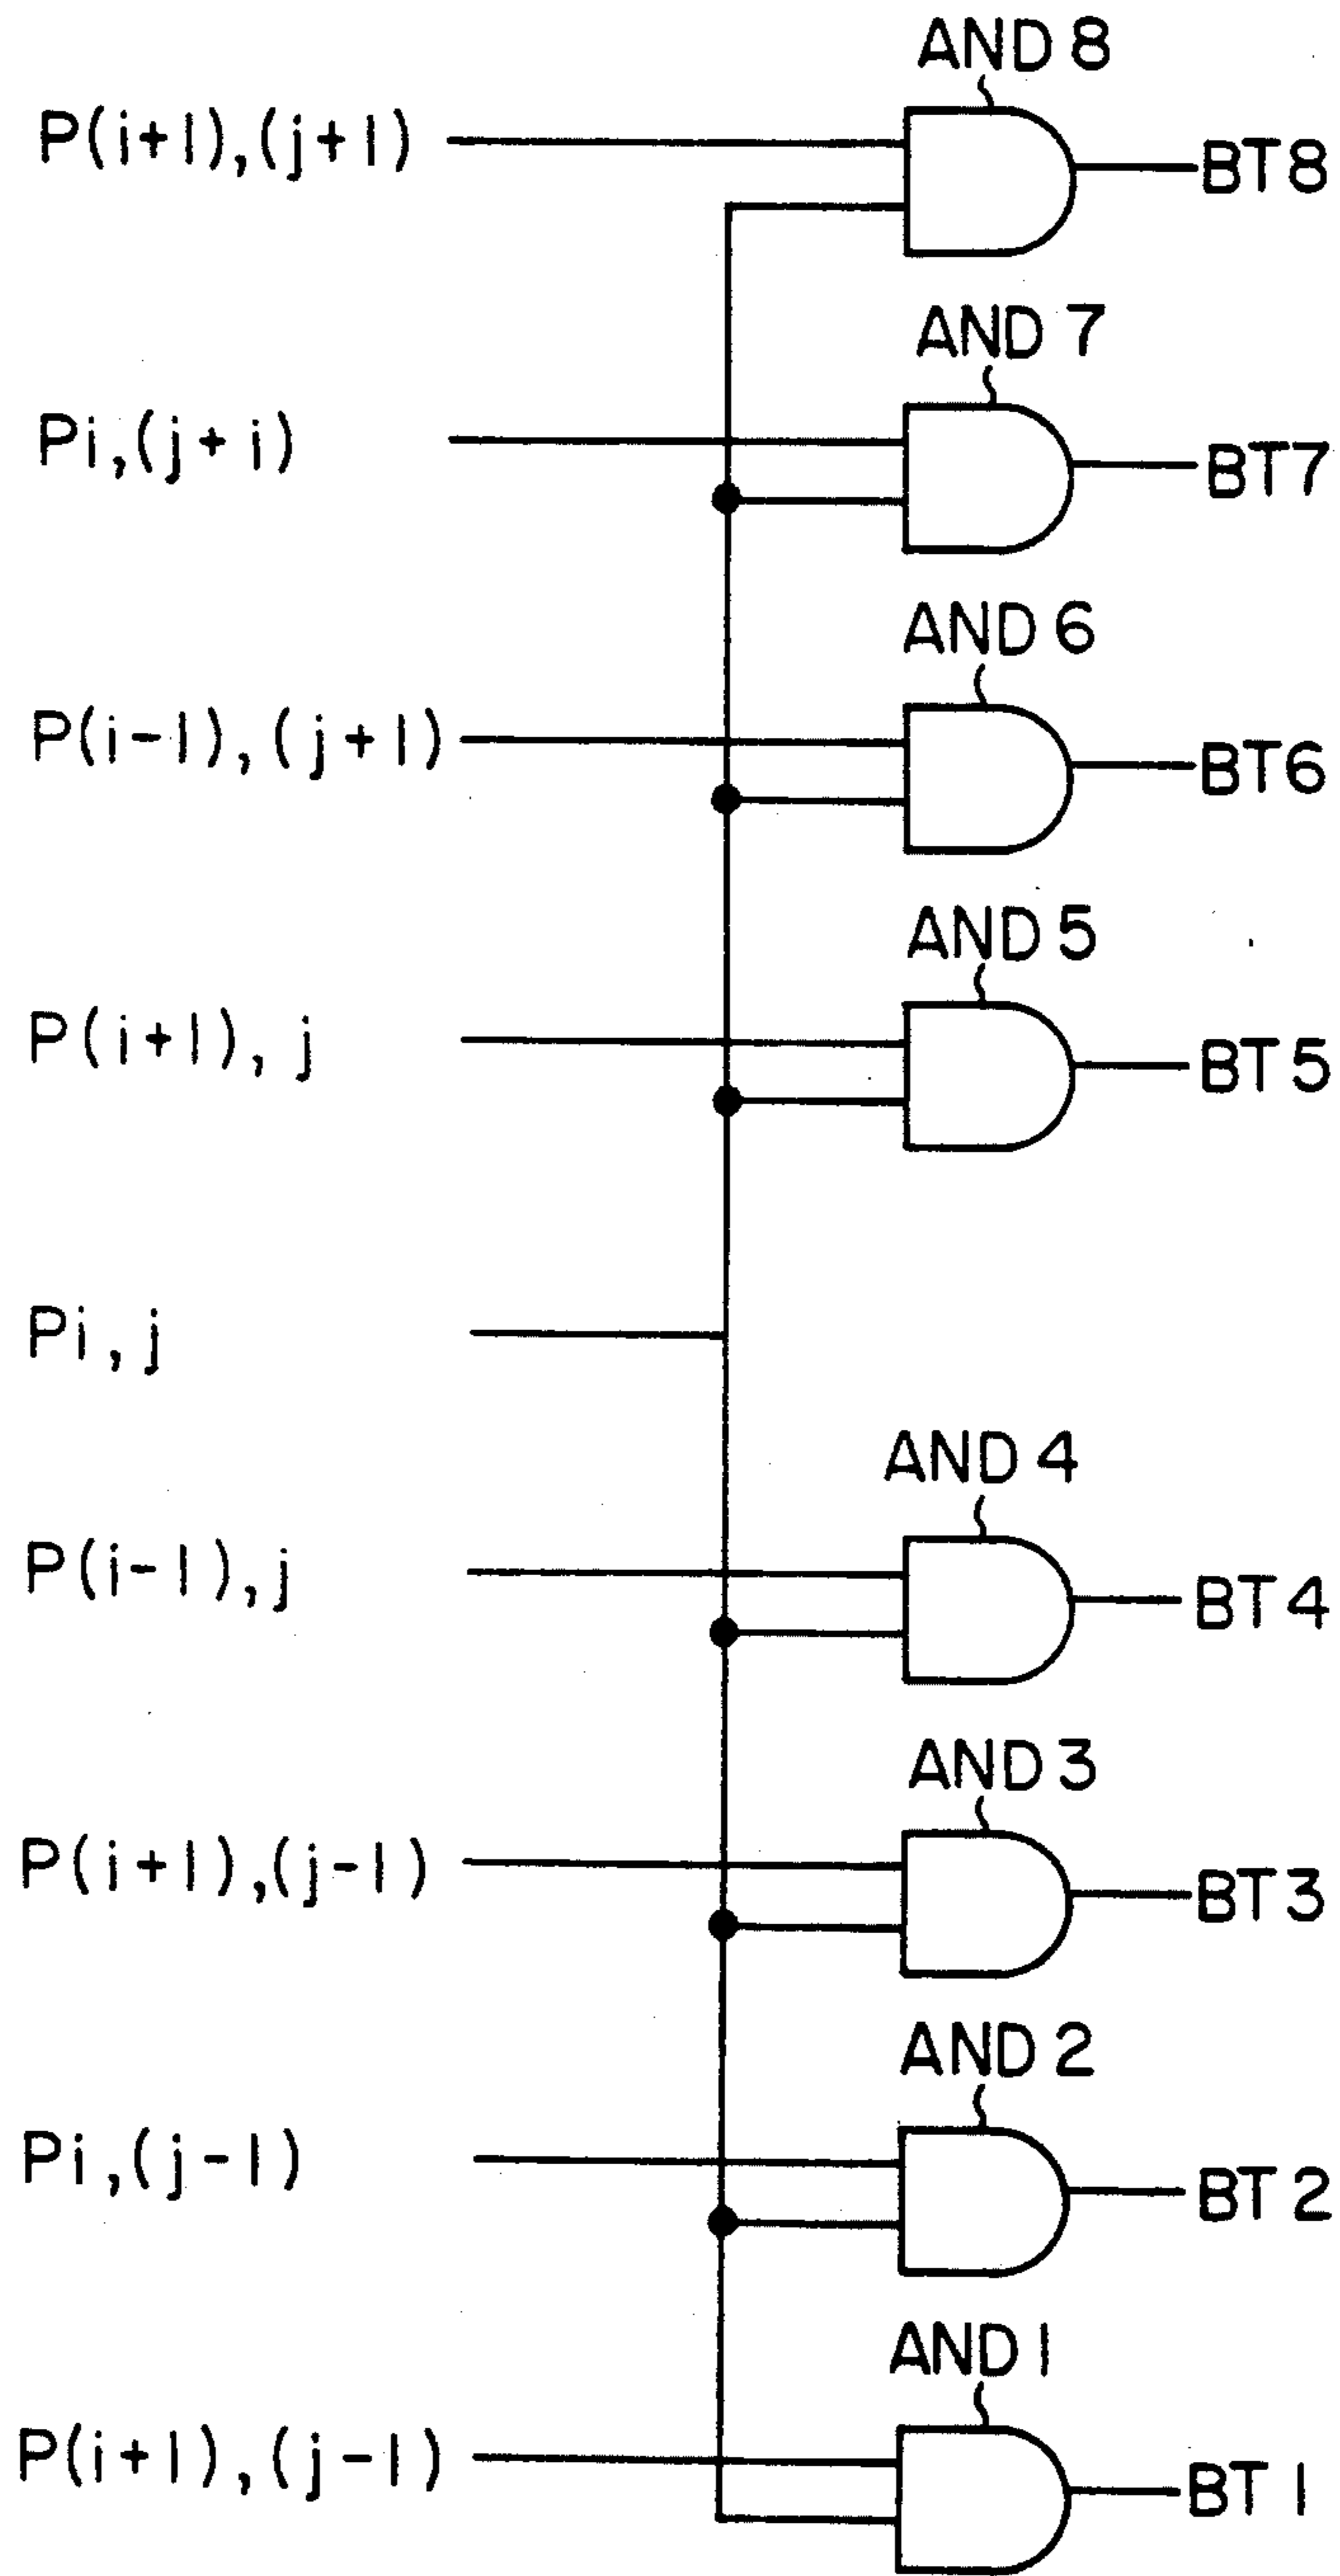 AND 8
P(i+1),(j+1)
BT8
AND 7
Pi,(j+i)
BT7
AND 6
P(i-1),(j+1)
BT6
AND 5
P(i+1),j
BT5
Pi,j
AND 4
P(i-1),j
BT4
AND 3
P(i+1),(j-1)
BT3
AND 2
Pi,(j-1)
BT2
AND 1
P(i+1),(j-1)
BT1